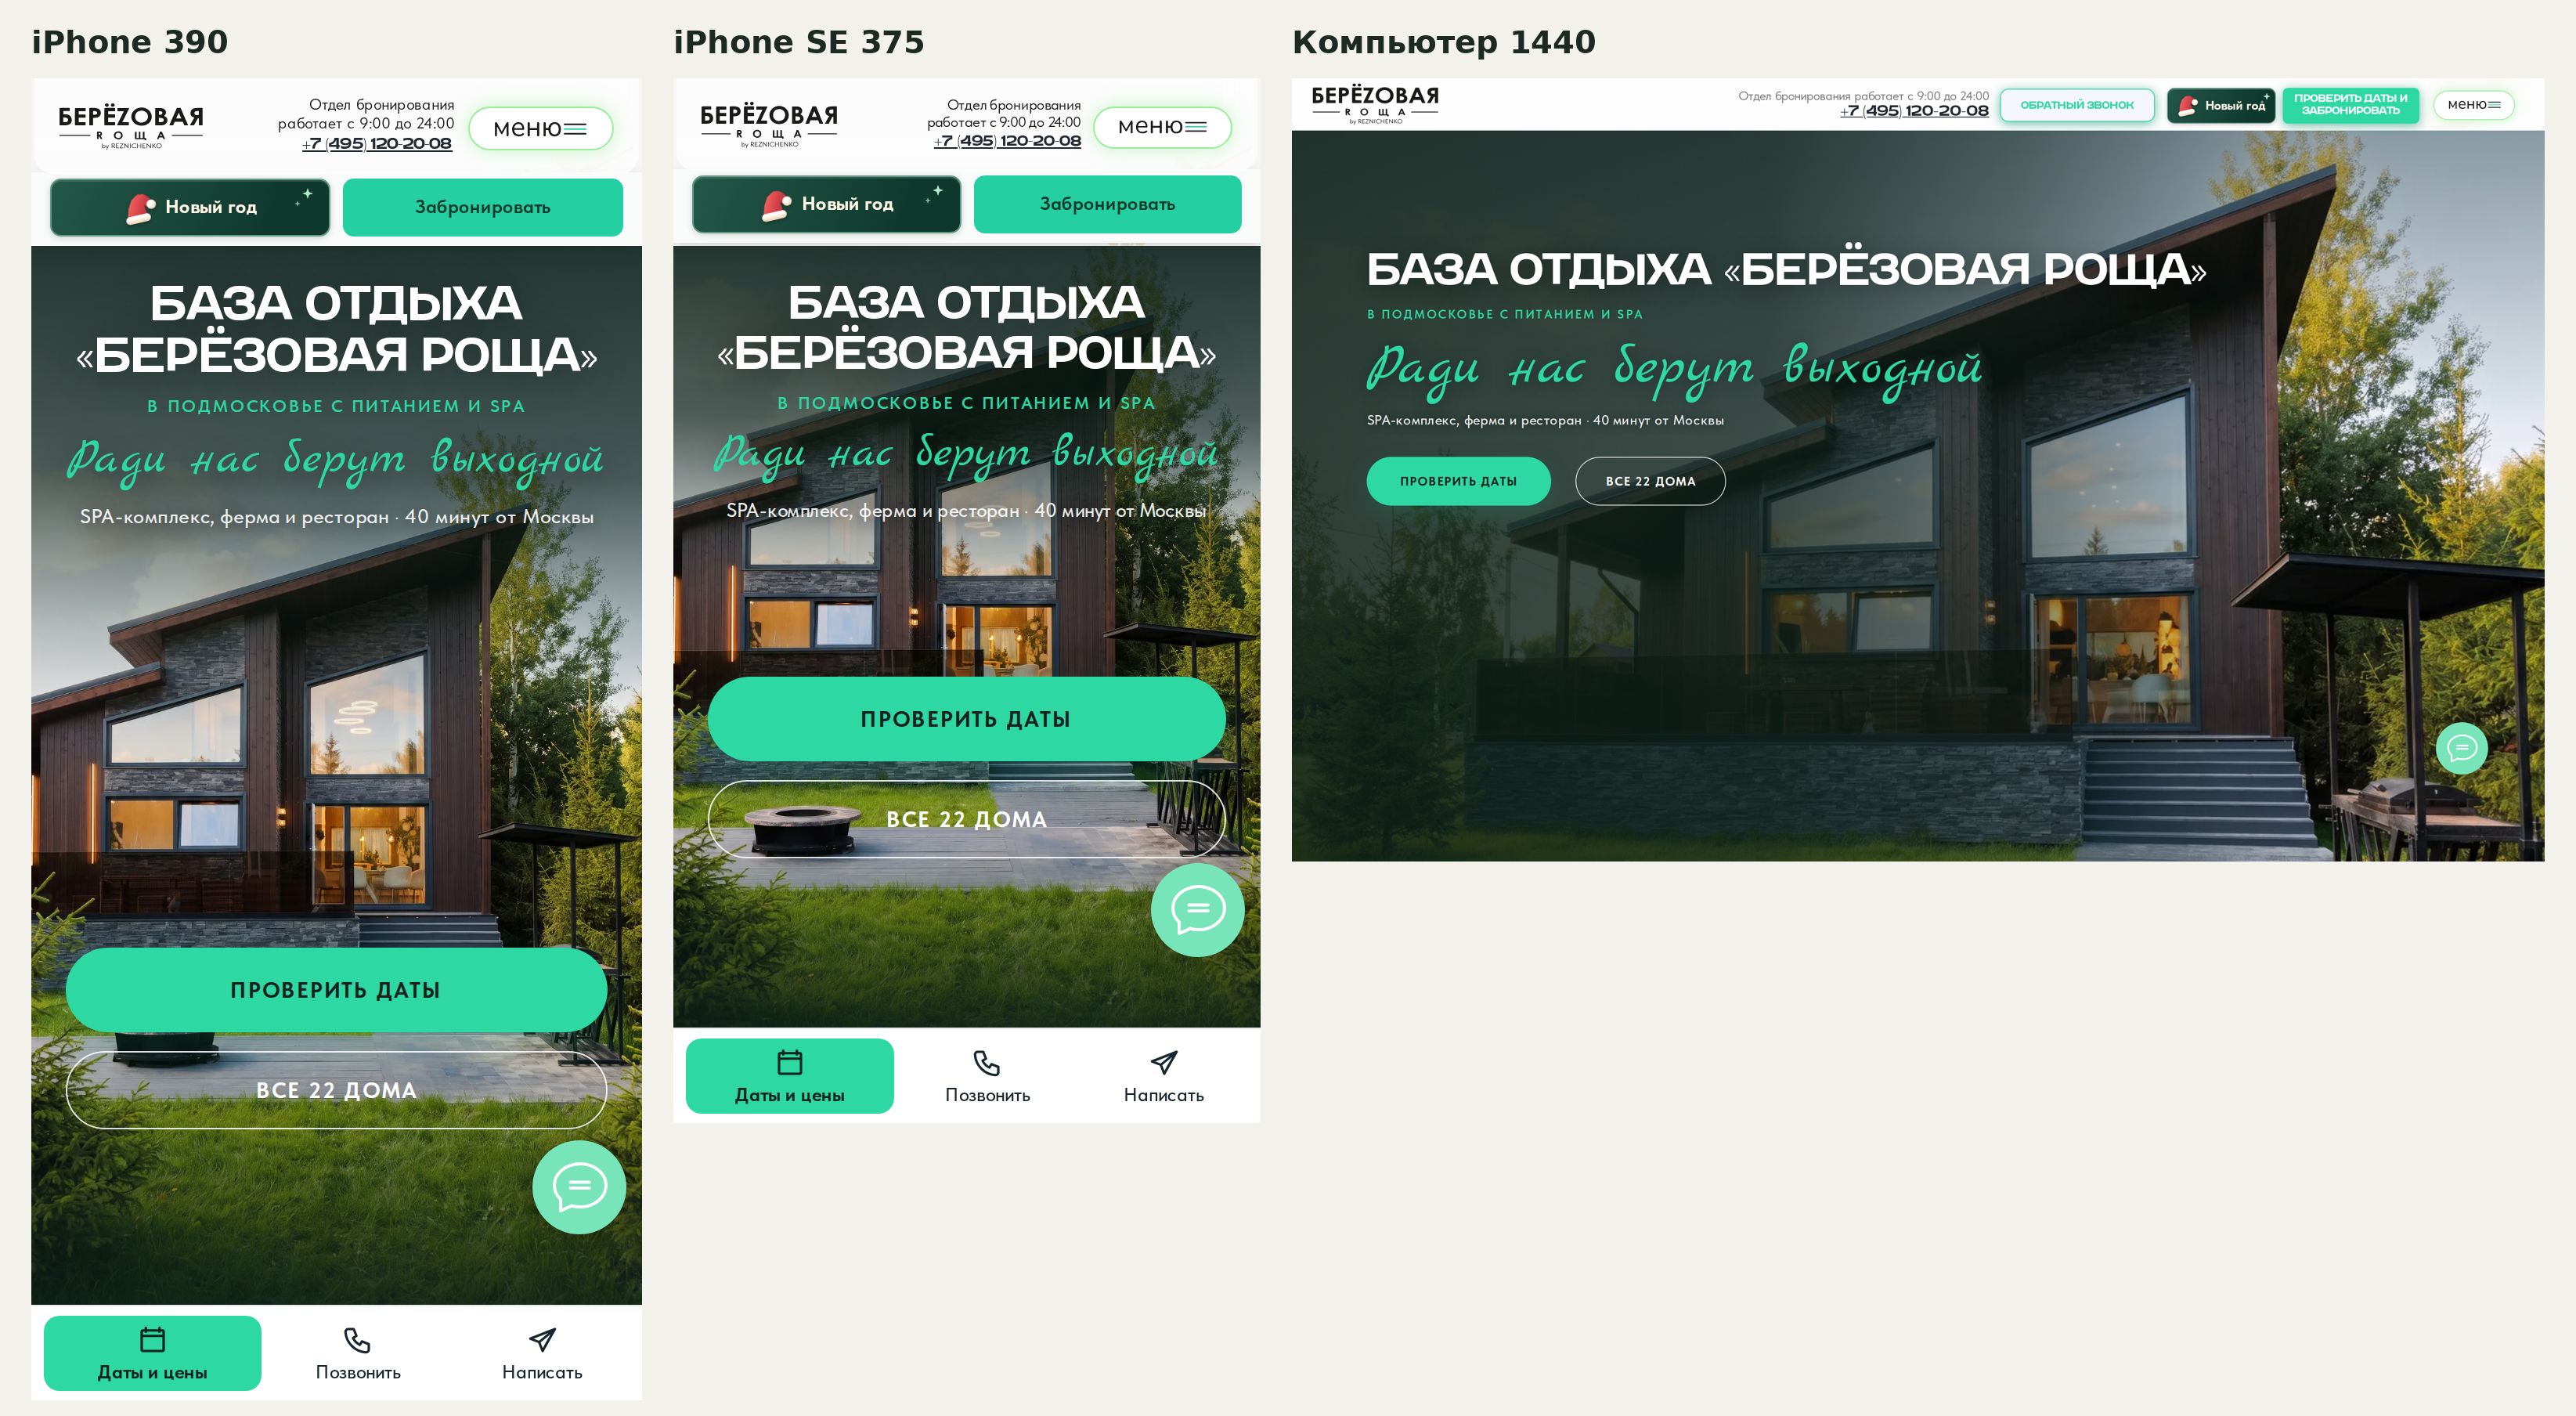 iPhone 390
БЕРЁZОВАЯ
РОЩА
by REZNICHENKO
Отдел бронирования
работает с 9:00 до 24:00
+7 (495) 120-20-08
меню
Новый год
Забронировать
БАЗА ОТДЫХА
«БЕРЁЗОВАЯ РОЩА»
В ПОДМОСКОВЬЕ С ПИТАНИЕМ И SPA
Ради нас берут выходной
SPA-комплекс, ферма и ресторан · 40 минут от Москвы
ПРОВЕРИТЬ ДАТЫ
ВСЕ 22 ДОМА
Даты и цены
Позвонить
Написать
iPhone SE 375
БЕРЁZОВАЯ
РОЩА
by REZNICHENKO
Отдел бронирования
работает с 9:00 до 24:00
+7 (495) 120-20-08
меню
Новый год
Забронировать
БАЗА ОТДЫХА
«БЕРЁЗОВАЯ РОЩА»
В ПОДМОСКОВЬЕ С ПИТАНИЕМ И SPA
Ради нас берут выходной
SPA-комплекс, ферма и ресторан · 40 минут от Москвы
ПРОВЕРИТЬ ДАТЫ
ВСЕ 22 ДОМА
Даты и цены
Позвонить
Написать
Компьютер 1440
БЕРЁZОВАЯ
РОЩА
by REZNICHENKO
Отдел бронирования работает с 9:00 до 24:00
+7 (495) 120-20-08
ОБРАТНЫЙ ЗВОНОК
Новый год
ПРОВЕРИТЬ ДАТЫ И
ЗАБРОНИРОВАТЬ
меню
БАЗА ОТДЫХА «БЕРЁЗОВАЯ РОЩА»
В ПОДМОСКОВЬЕ С ПИТАНИЕМ И SPA
Ради нас берут выходной
SPA-комплекс, ферма и ресторан · 40 минут от Москвы
ПРОВЕРИТЬ ДАТЫ
ВСЕ 22 ДОМА